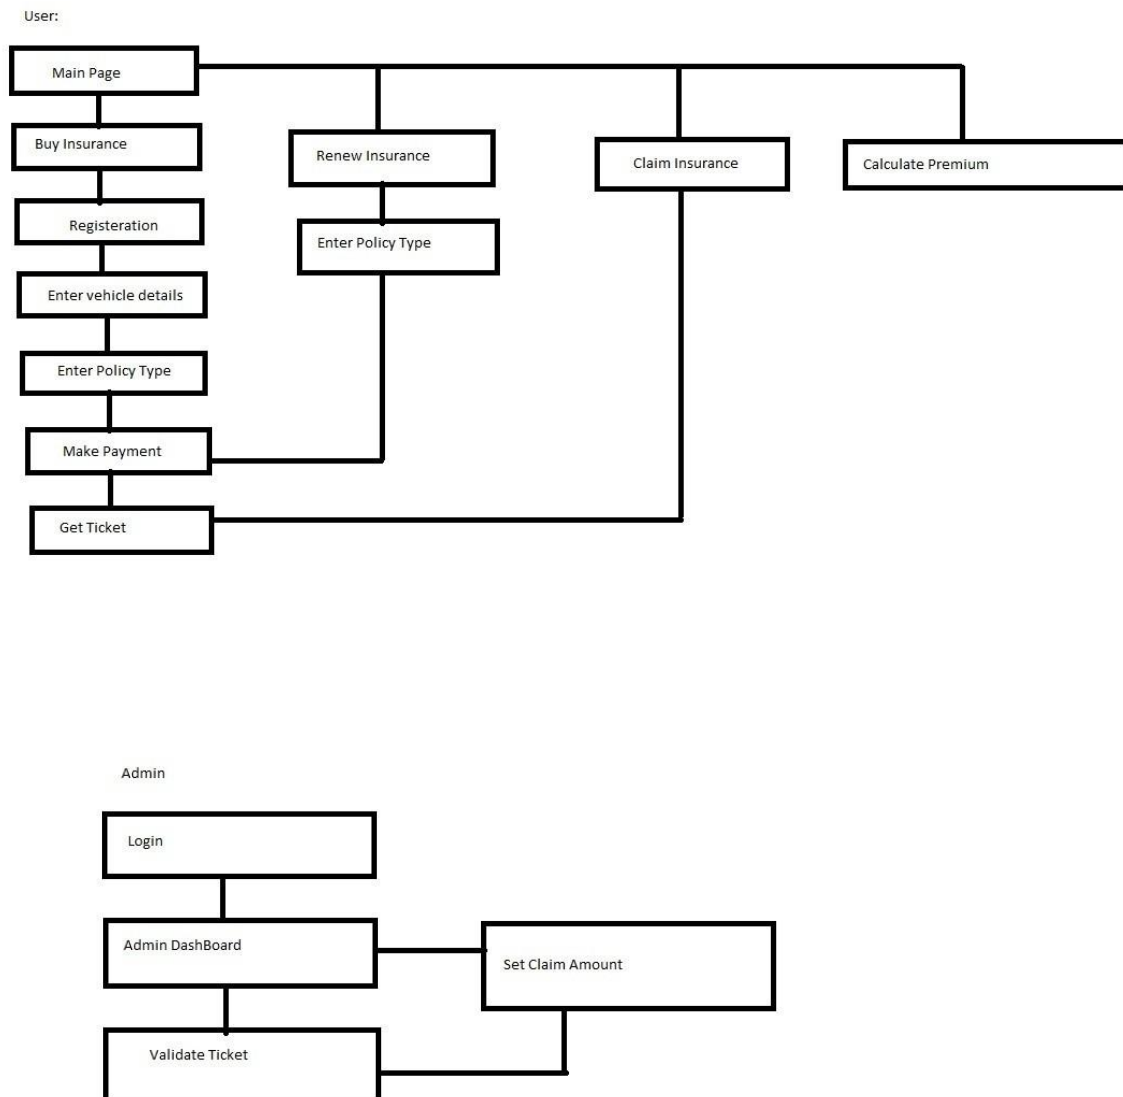 User:
Main Page
Buy Insurance
Renew Insurance
Claim Insurance
Calculate Premium
Registeration
Enter Policy Type
Enter vehicle details
Enter Policy Type
Make Payment
Get Ticket
Admin
Login
Admin DashBoard
Set Claim Amount
Validate Ticket